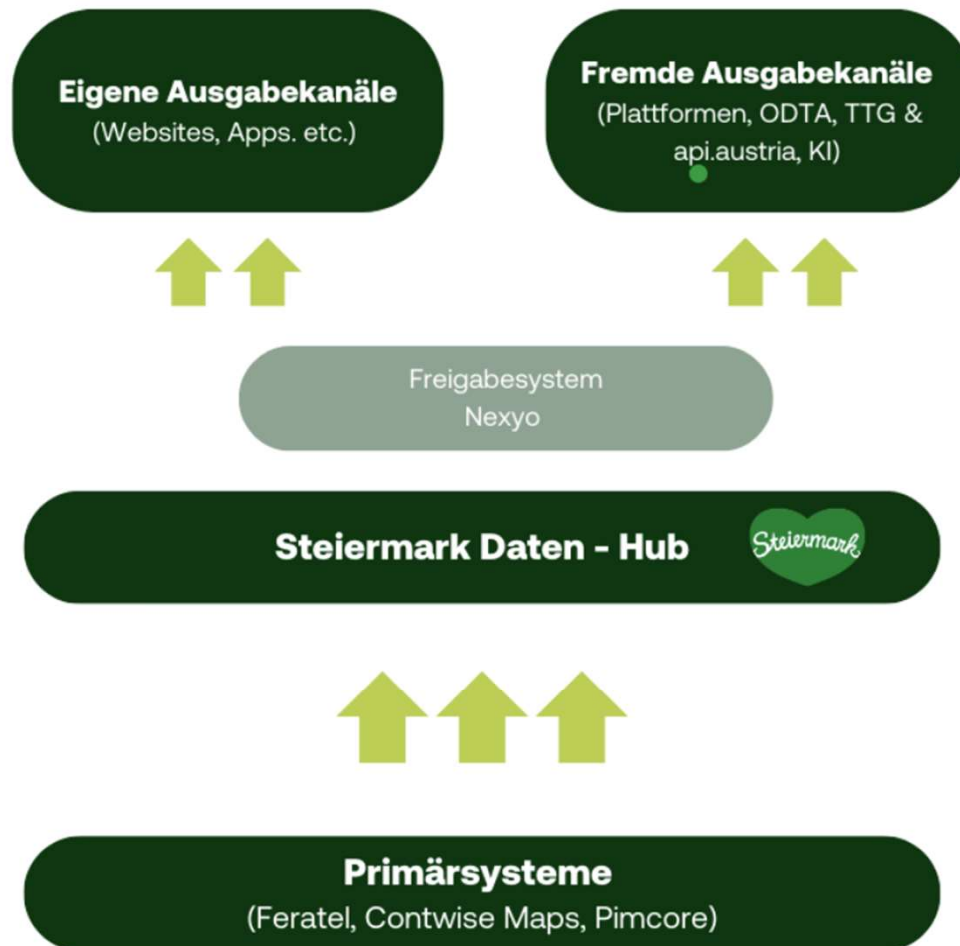 Eigene Ausgabekanäle
(Websites, Apps. etc.)
Fremde Ausgabekanäle
(Plattformen, ODTA, TTG &
api.austria, KI)
Freigabesystem
Nexyo
Steiermark Daten - Hub
Steiermark
Primärsysteme
(Feratel, Contwise Maps, Pimcore)